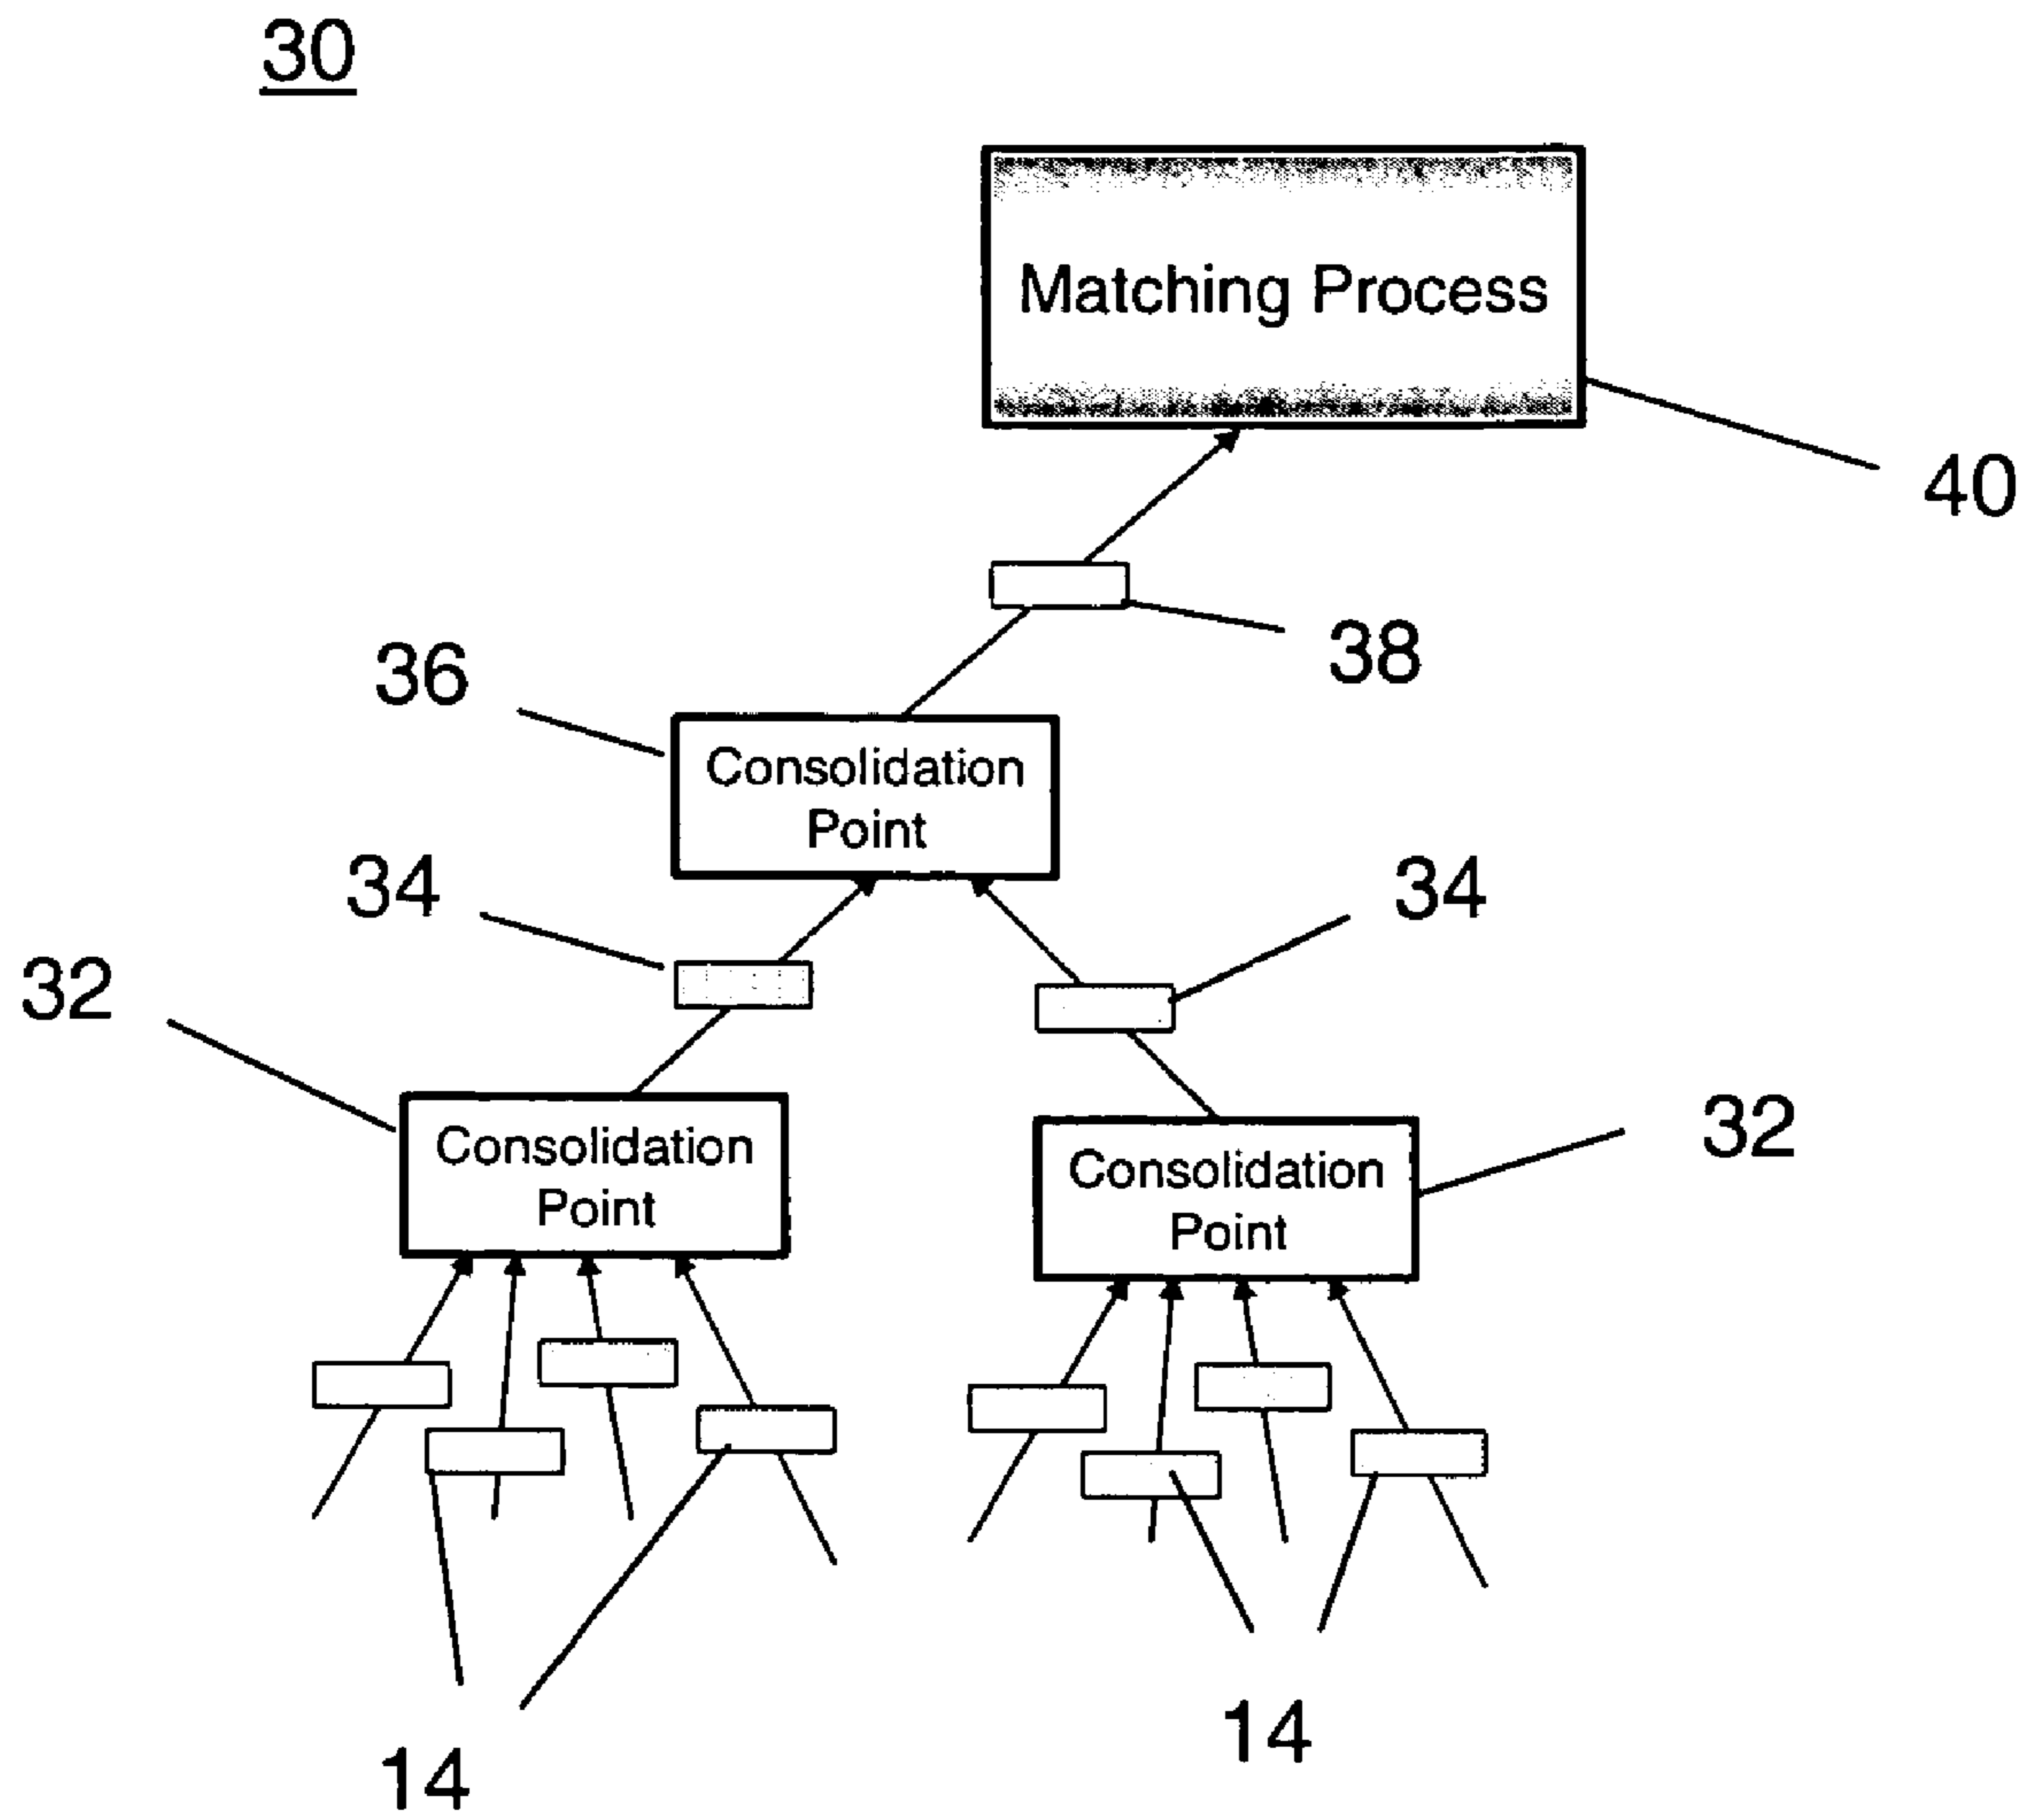 30
Matching Process
40
38
36
Consolidation
Point
34
34
32
Consolidation
Point
32
Consolidation
Point
14
14